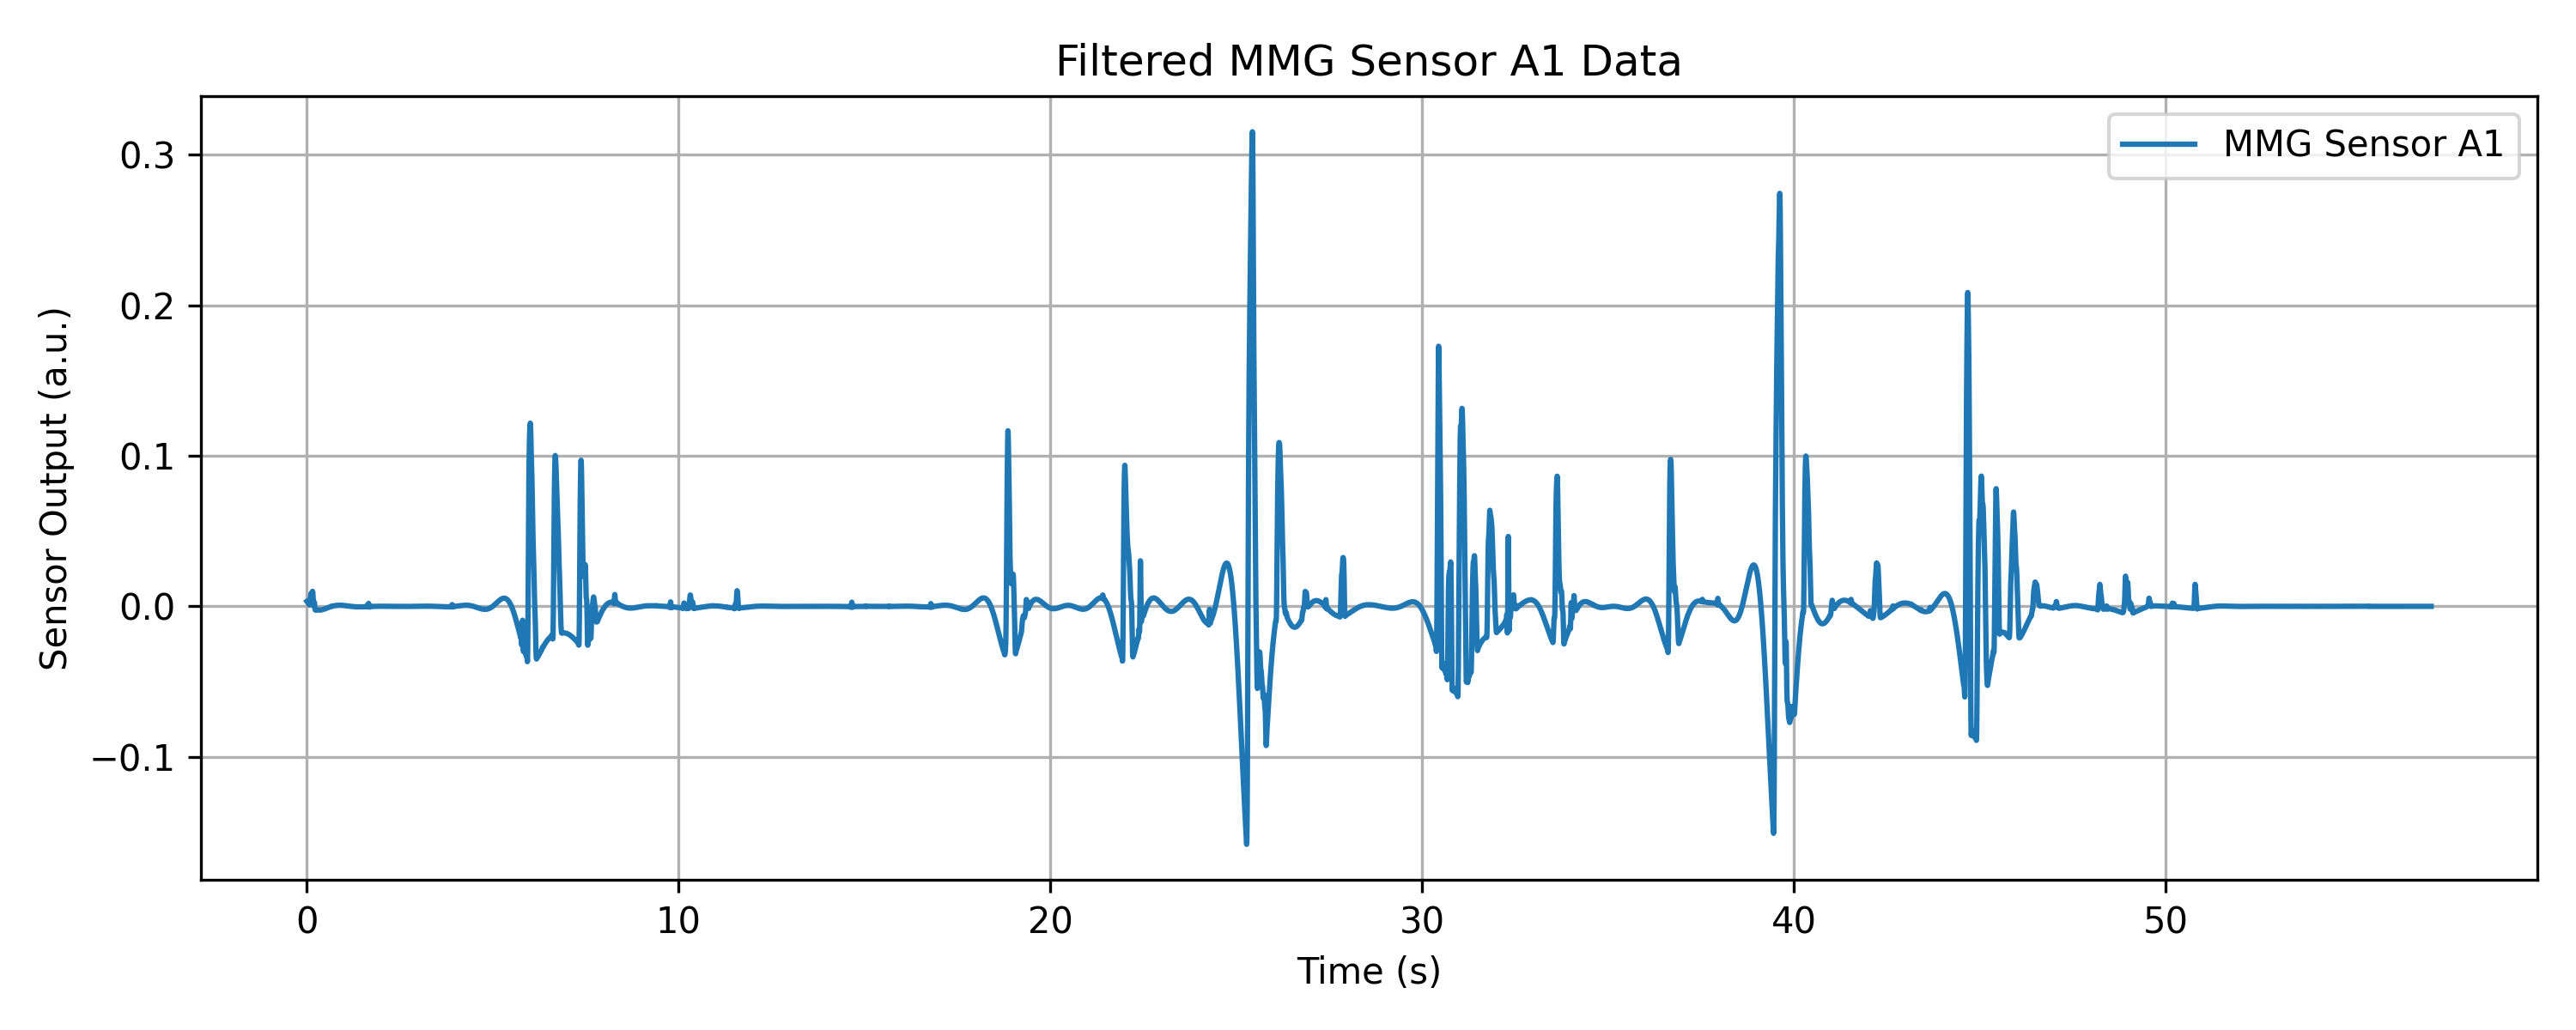 Filtered MMG Sensor A1 Data
MMG Sensor A1
Sensor Output (a.u.)
0.3
0.2
0.1
0.0
−0.1
0 10 20 30 40 50
Time (s)